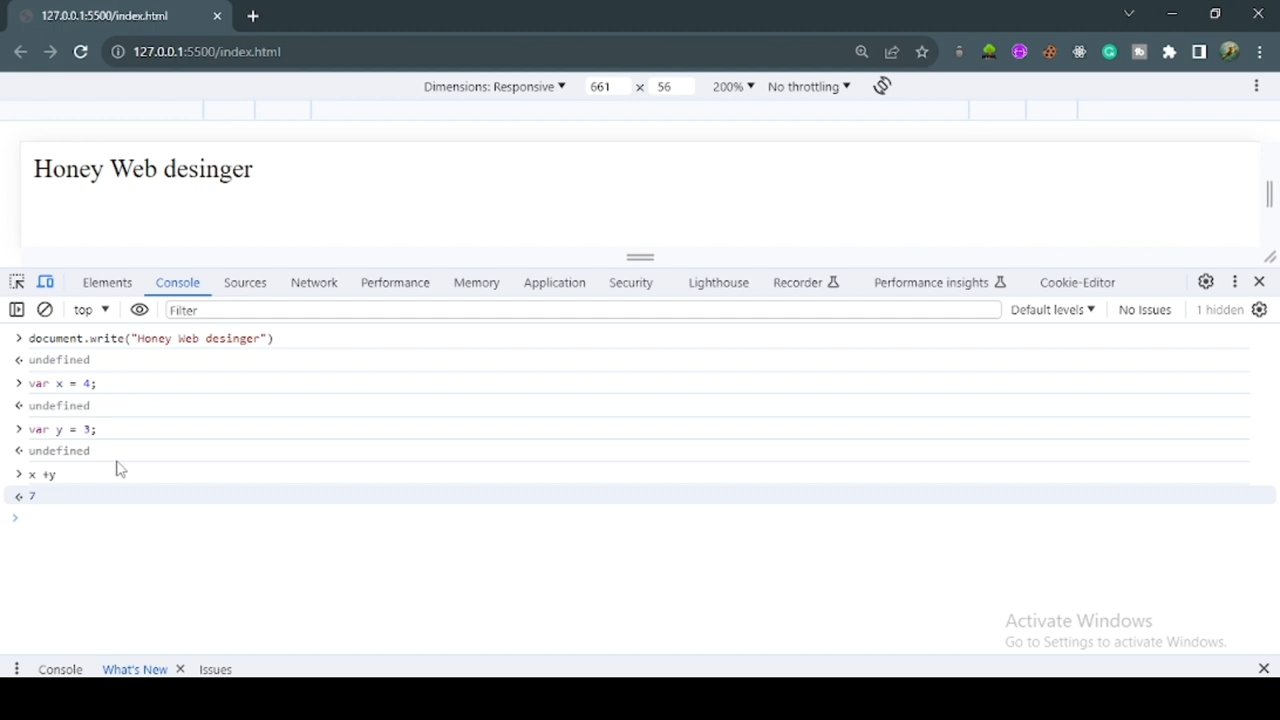 127.0.0.1:5500/index.html
127.0.0.1:5500/index.html
Dimensions: Responsive 661 x 56 200% No throttling
Honey Web desinger
Elements Console Sources Network Performance Memory Application Security Lighthouse Recorder Performance insights Cookie-Editor
top Filter Default levels No Issues 1 hidden
> document.write("Honey Web desinger")
undefined
> var x = 4;
undefined
> var y = 3;
undefined
> x +y
7
>
Activate Windows
Go to Settings to activate Windows.
Console What's New Issues